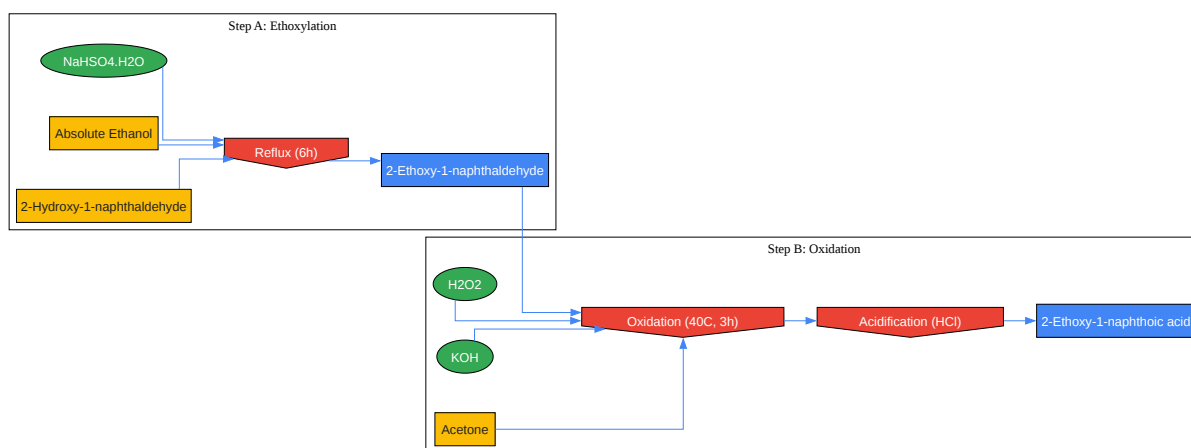 Step A: Ethoxylation
NaHSO4.H2O
Absolute Ethanol
Reflux (6h)
2-Ethoxy-1-naphthaldehyde
2-Hydroxy-1-naphthaldehyde
Step B: Oxidation
H2O2
Oxidation (40C, 3h)
Acidification (HCl)
2-Ethoxy-1-naphthoic acid
KOH
Acetone